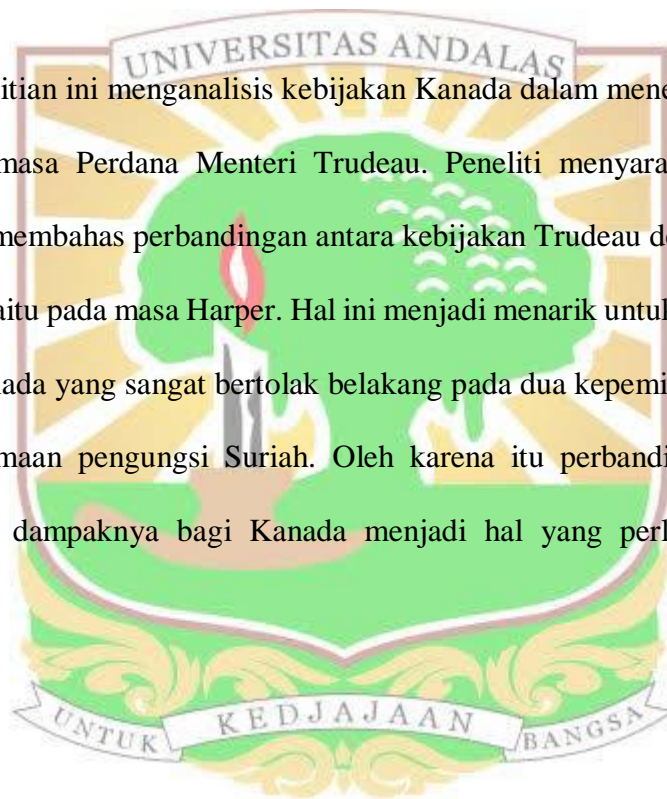 UNIVERSITAS ANDALAS
itian ini menganalisis kebijakan Kanada dalam mene
masa Perdana Menteri Trudeau. Peneliti menyara
membahas perbandingan antara kebijakan Trudeau d
aitu pada masa Harper. Hal ini menjadi menarik untuk
ada yang sangat bertolak belakang pada dua kepemi
maan pengungsi Suriah. Oleh karena itu perbandi
dampaknya bagi Kanada menjadi hal yang perl
UNTUK KEDJAJAAN BANGSA